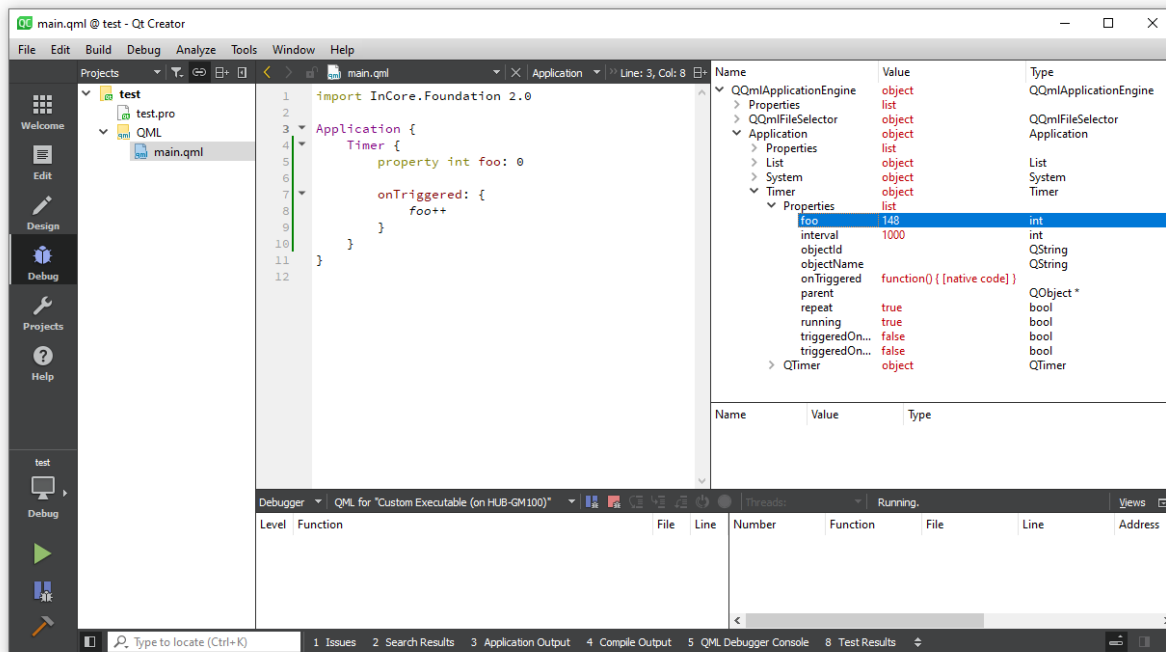 main.qml @ test - Qt Creator
File Edit Build Debug Analyze Tools Window Help
Projects
main.qml
Application
Line: 3, Col: 8
Welcome
Edit
Design
Debug
Projects
Help
test
Debug
test
test.pro
QML
main.qml
1 import InCore.Foundation 2.0
2
3 Application {
4 Timer {
5 property int foo: 0
6
7 onTriggered: {
8 foo++
9 }
10 }
11 }
12
Name Value Type
QQmlApplicationEngine object QQmlApplicationEngine
Properties list
QQmlFileSelector object QQmlFileSelector
Application object Application
Properties list
List object List
System object System
Timer object Timer
Properties list
foo 148 int
interval 1000 int
objectId QString
objectName QString
onTriggered function() { [native code] }
parent QObject *
repeat true bool
running true bool
triggeredOn... false bool
triggeredOn... false bool
QTimer object QTimer
Name Value Type
Debugger QML for "Custom Executable (on HUB-GM100)" Threads: Running. Views
Level Function File Line Number Function File Line Address
Type to locate (Ctrl+K) 1 Issues 2 Search Results 3 Application Output 4 Compile Output 5 QML Debugger Console 8 Test Results